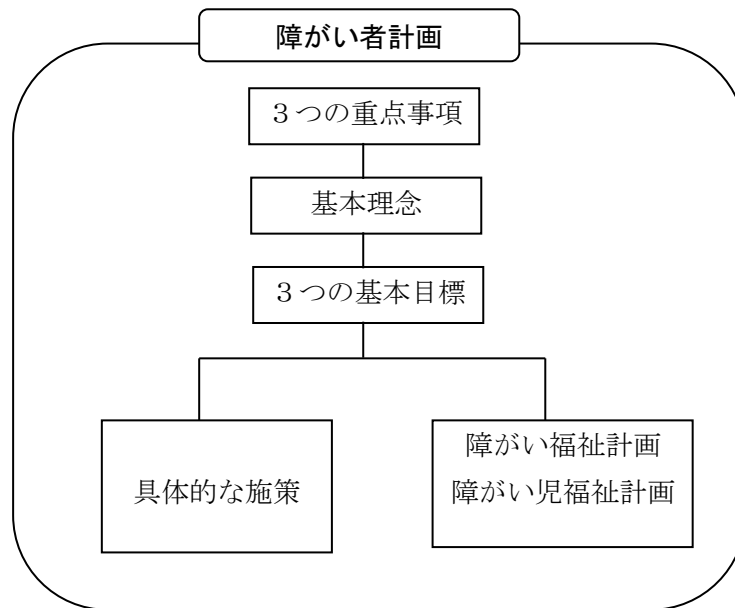 障がい者計画
３つの重点事項
基本理念
３つの基本目標
具体的な施策
障がい福祉計画
障がい児福祉計画